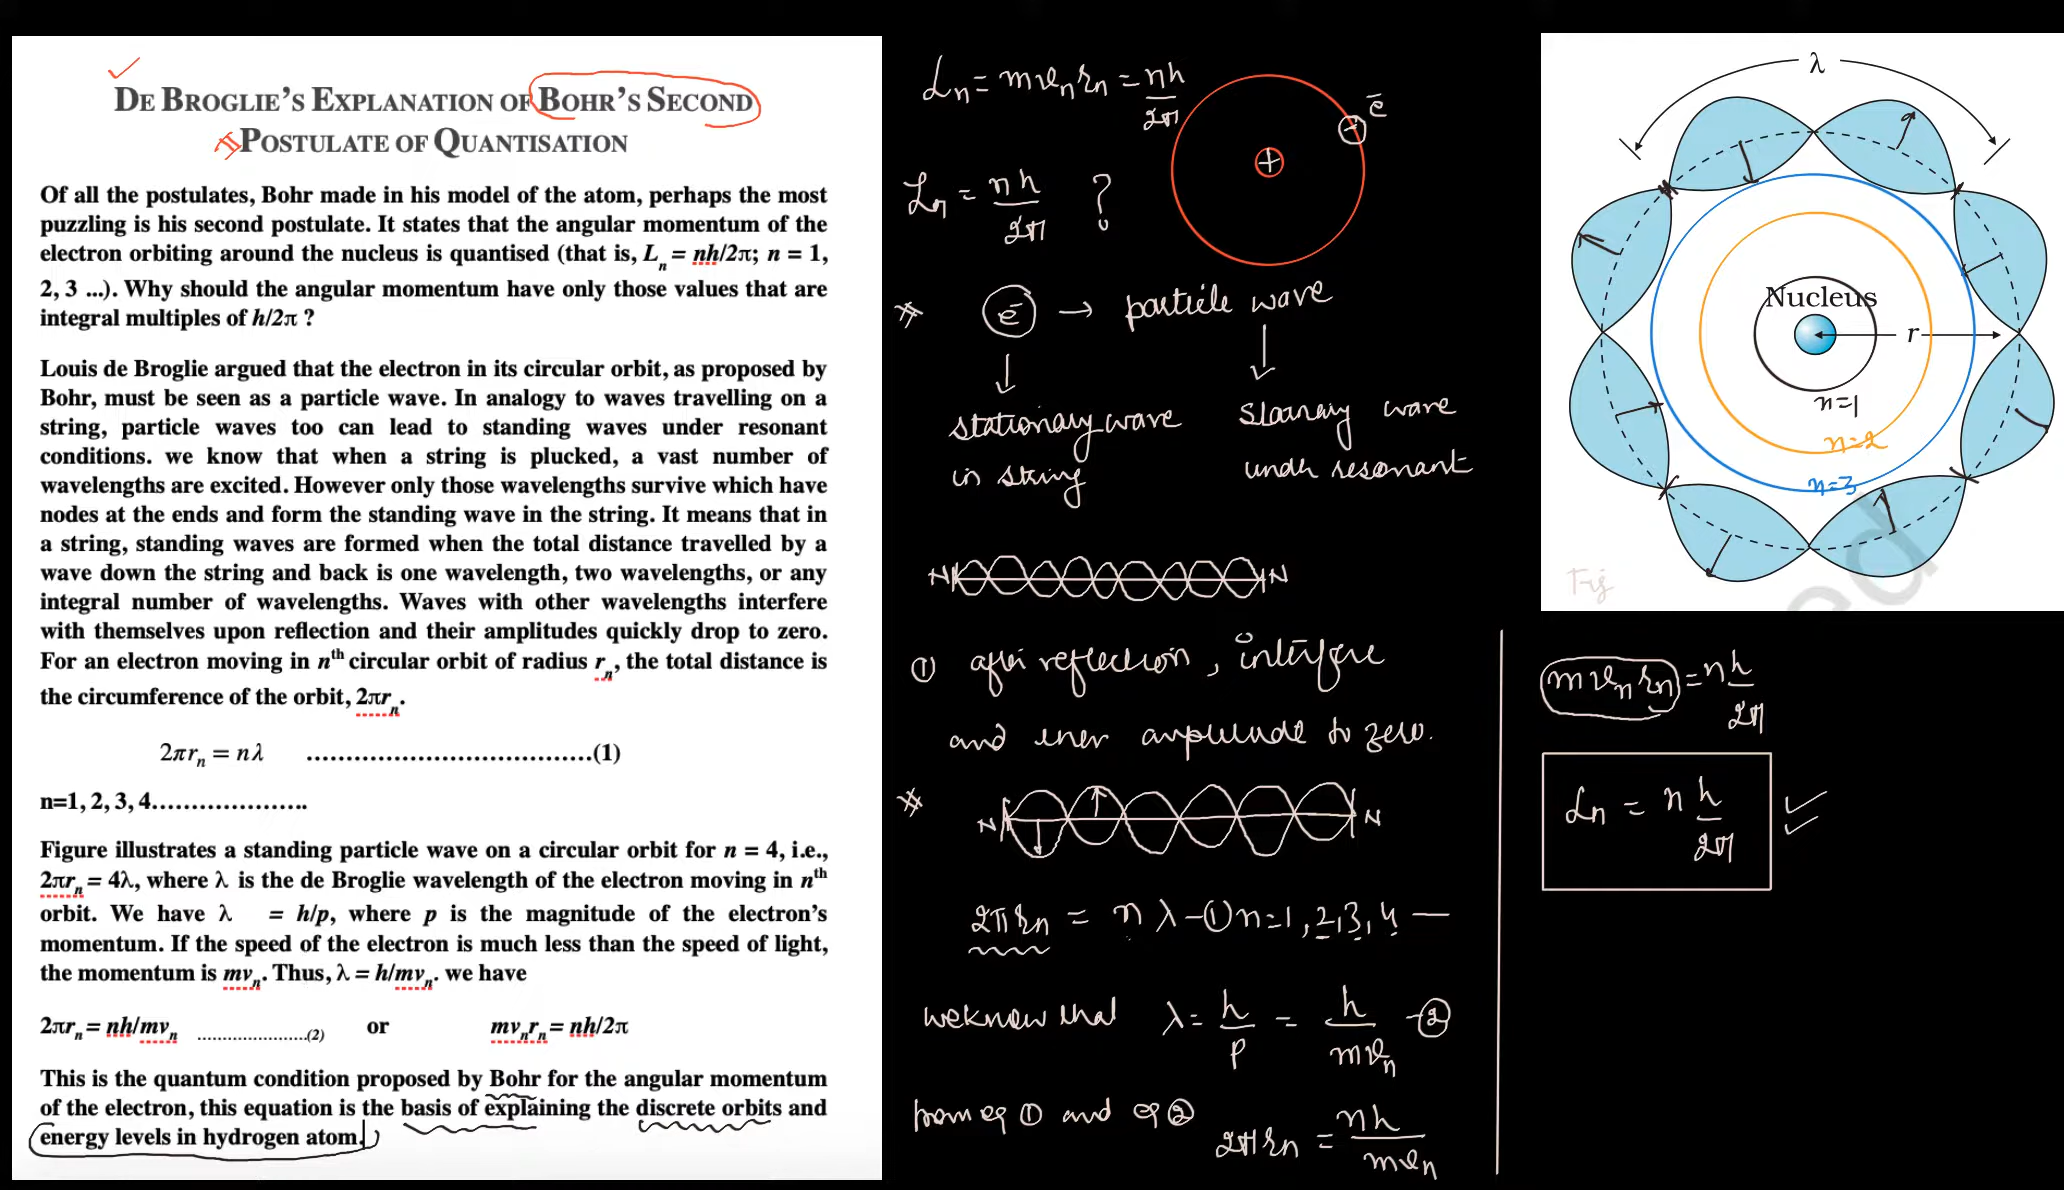 DE BROGLIE'S EXPLANATION OF BOHR'S SECOND
POSTULATE OF QUANTISATION
Of all the postulates, Bohr made in his model of the atom, perhaps the most
puzzling is his second postulate. It states that the angular momentum of the
electron orbiting around the nucleus is quantised (that is, Lₙ = nh/2π; n = 1,
2, 3 ...). Why should the angular momentum have only those values that are
integral multiples of h/2π ?
Louis de Broglie argued that the electron in its circular orbit, as proposed by
Bohr, must be seen as a particle wave. In analogy to waves travelling on a
string, particle waves too can lead to standing waves under resonant
conditions. we know that when a string is plucked, a vast number of
wavelengths are excited. However only those wavelengths survive which have
nodes at the ends and form the standing wave in the string. It means that in
a string, standing waves are formed when the total distance travelled by a
wave down the string and back is one wavelength, two wavelengths, or any
integral number of wavelengths. Waves with other wavelengths interfere
with themselves upon reflection and their amplitudes quickly drop to zero.
For an electron moving in nᵗʰ circular orbit of radius rₙ, the total distance is
the circumference of the orbit, 2πrₙ.
2πrₙ = nλ ....................................(1)
n=1, 2, 3, 4....................
Figure illustrates a standing particle wave on a circular orbit for n = 4, i.e.,
2πrₙ = 4λ, where λ is the de Broglie wavelength of the electron moving in nᵗʰ
orbit. We have λ = h/p, where p is the magnitude of the electron's
momentum. If the speed of the electron is much less than the speed of light,
the momentum is mvₙ. Thus, λ = h/mvₙ. we have
2πrₙ = nh/mvₙ ......................(2) or mvₙrₙ = nh/2π
This is the quantum condition proposed by Bohr for the angular momentum
of the electron, this equation is the basis of explaining the discrete orbits and
energy levels in hydrogen atom.
Lₙ = mvₙrₙ = nh/2π
e⁻
+
Lₙ = nh/2π ?
e⁻ → particle wave
stationary wave
in string
wave
resonant
N N
① after reflection, interfere
and amplitude to zero.
N N
2πrₙ = nλ -① n=1, 2, 3, 4 —
we know that λ = h/p = h/mvₙ -②
from eq ① and eq ②
2πrₙ = nh/mvₙ
λ
Nucleus
r
n=1
n=2
n=3
Fig
mvₙrₙ = nh/2π
Lₙ = nh/2π